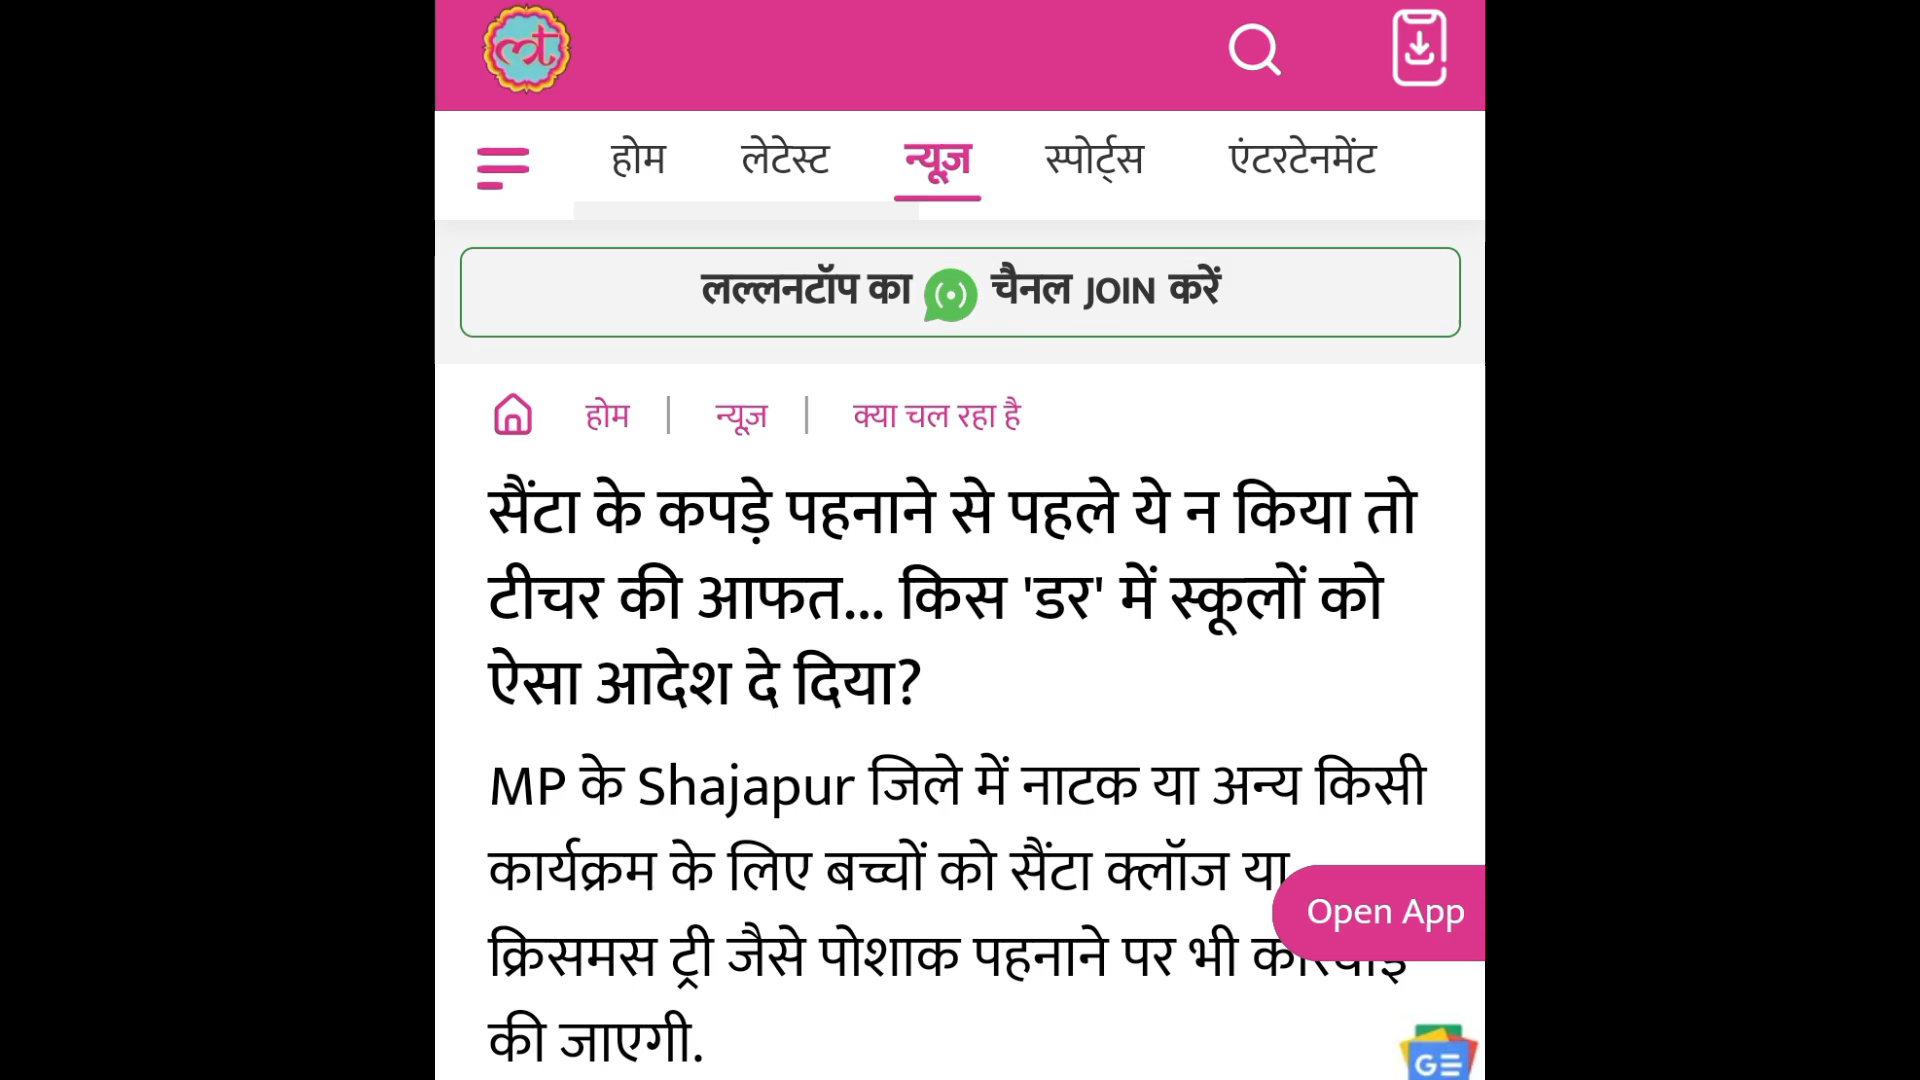 होम लेटेस्ट न्यूज़ स्पोर्ट्स एंटरटेनमेंट
लल्लनटॉप का चैनल JOIN करें
होम | न्यूज़ | क्या चल रहा है
सैंटा के कपड़े पहनाने से पहले ये न किया तो
टीचर की आफत... किस 'डर' में स्कूलों को
ऐसा आदेश दे दिया?
MP के Shajapur जिले में नाटक या अन्य किसी
कार्यक्रम के लिए बच्चों को सैंटा क्लॉज या
Open App
क्रिसमस ट्री जैसे पोशाक पहनाने पर भी
की जाएगी.
GE